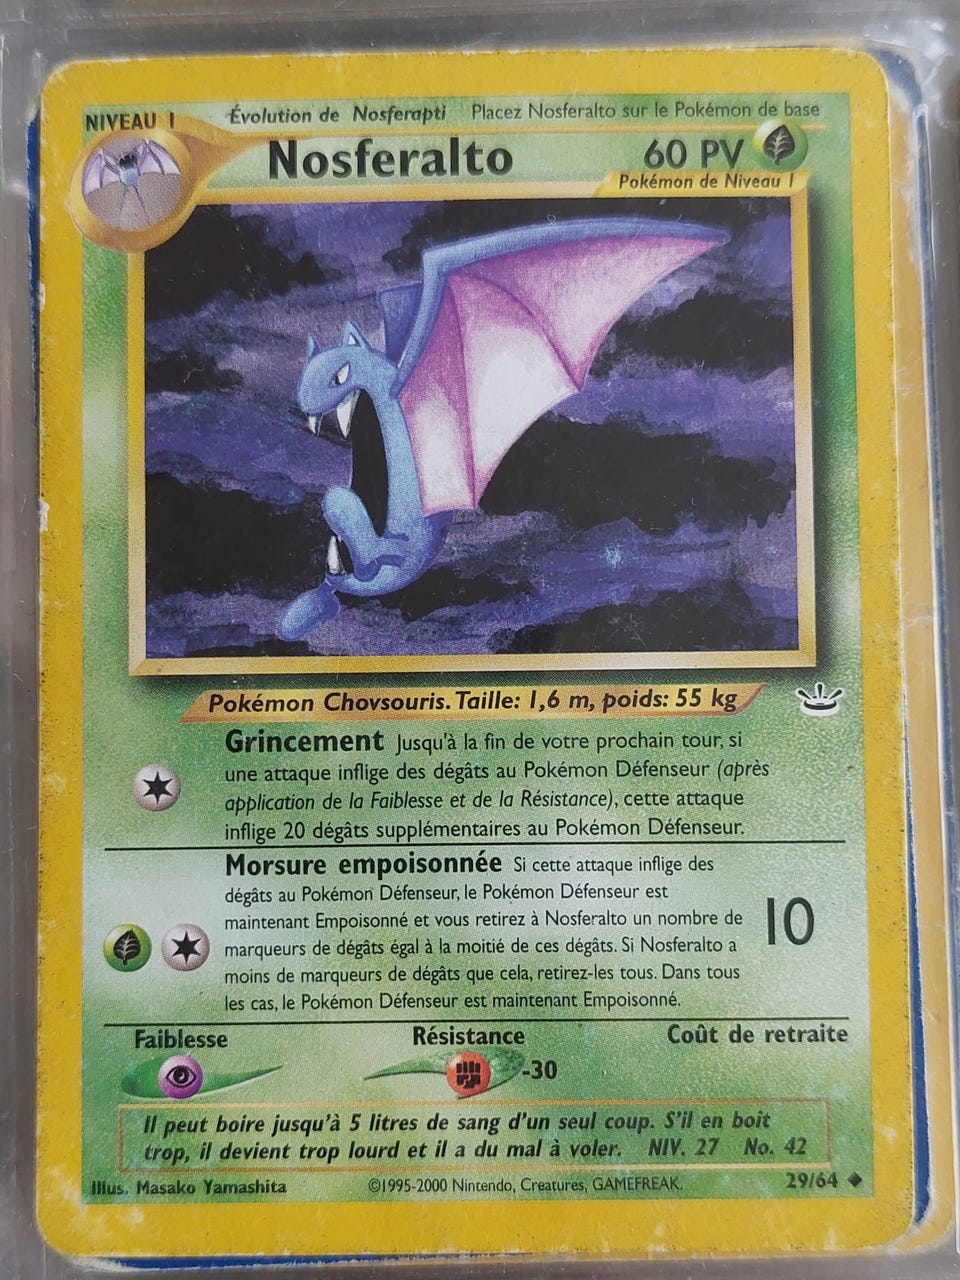 NIVEAU 1 Évolution de Nosferapti Placez Nosferalto sur le Pokémon de base
Nosferalto 60 PV
Pokémon de Niveau 1
Pokémon Chovsouris. Taille: 1,6 m, poids: 55 kg
Grincement Jusqu'à la fin de votre prochain tour, si
une attaque inflige des dégâts au Pokémon Défenseur (après
application de la Faiblesse et de la Résistance), cette attaque
inflige 20 dégâts supplémentaires au Pokémon Défenseur.
Morsure empoisonnée Si cette attaque inflige des
dégâts au Pokémon Défenseur, le Pokémon Défenseur est
maintenant Empoisonné et vous retirez à Nosferalto un nombre de
marqueurs de dégâts égal à la moitié de ces dégâts. Si Nosferalto a
moins de marqueurs de dégâts que cela, retirez-les tous. Dans tous
les cas, le Pokémon Défenseur est maintenant Empoisonné.
10
Faiblesse Résistance Coût de retraite
-30
Il peut boire jusqu'à 5 litres de sang d'un seul coup. S'il en boit
trop, il devient trop lourd et il a du mal à voler. NIV. 27 No. 42
Illus. Masako Yamashita ©1995-2000 Nintendo, Creatures, GAMEFREAK. 29/64